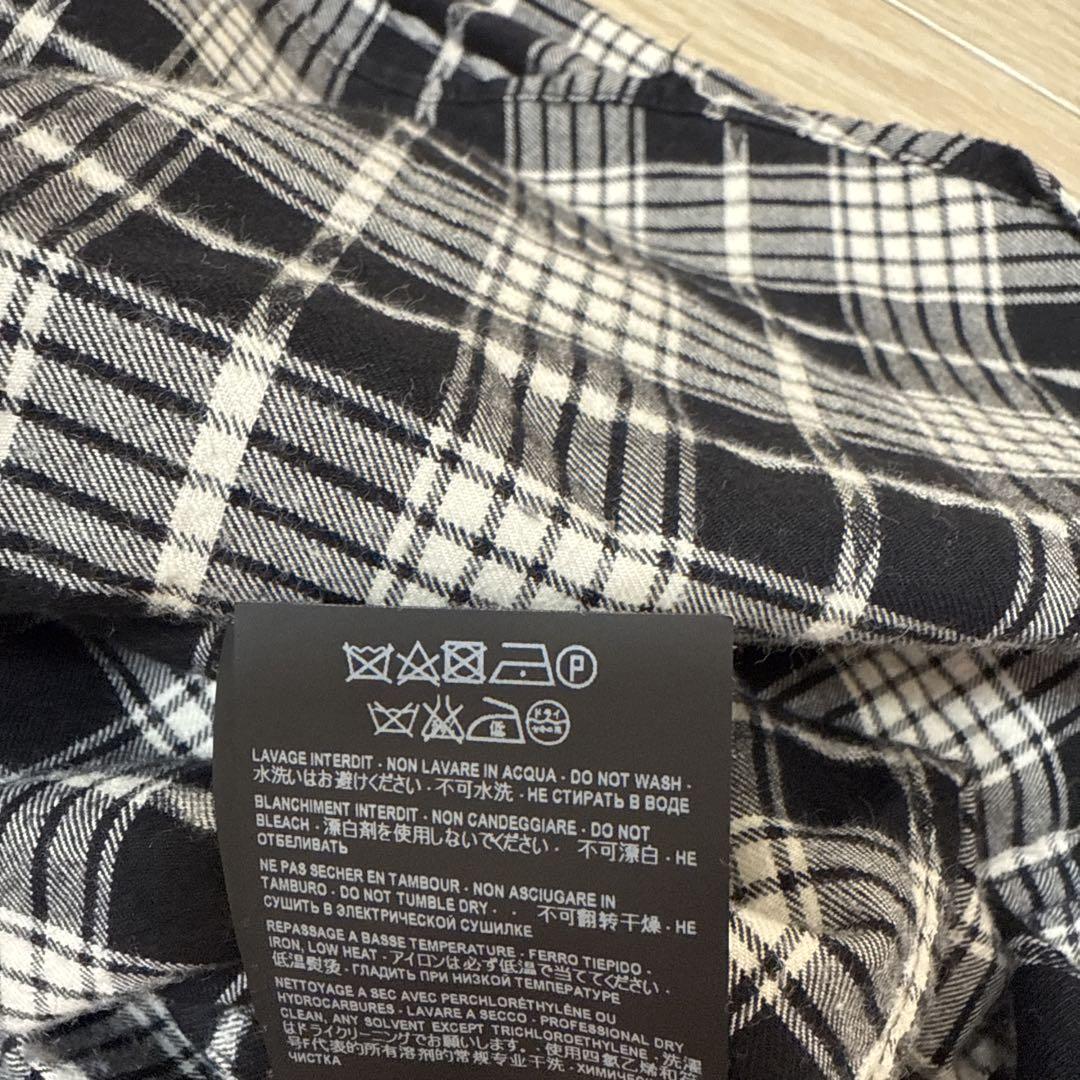 P
低 ドライ
LAVAGE INTERDIT - NON LAVARE IN ACQUA - DO NOT WASH -
水洗いはお避けください - 不可水洗 - НЕ СТИРАТЬ В ВОДЕ
BLANCHIMENT INTERDIT - NON CANDEGGIARE - DO NOT
BLEACH - 漂白剤を使用しないでください - 不可漂白 - НЕ
ОТБЕЛИВАТЬ
NE PAS SECHER EN TAMBOUR - NON ASCIUGARE IN
TAMBURO - DO NOT TUMBLE DRY - - 不可翻转干燥 - НЕ
СУШИТЬ В ЭЛЕКТРИЧЕСКОЙ СУШИЛКЕ
REPASSAGE A BASSE TEMPERATURE - FERRO TIEPIDO -
IRON, LOW HEAT - アイロンは必ず低温で当ててください -
低温熨後 - ГЛАДИТЬ ПРИ НИЗКОЙ ТЕМПЕРАТУРЕ
NETTOYAGE A SEC AVEC PERCHLORÉTHYLÈNE OU
HYDROCARBURES - LAVARE A SECCO - PROFESSIONAL DRY
CLEAN, ANY SOLVENT EXCEPT TRICHLOROETHYLENE - 洗濯
はドライクリーニングでお願いします - 使用四氯乙烯和符
号F代表的所有溶剂的常规专业干洗 - ХИМИЧЕСКАЯ
ЧИСТКА